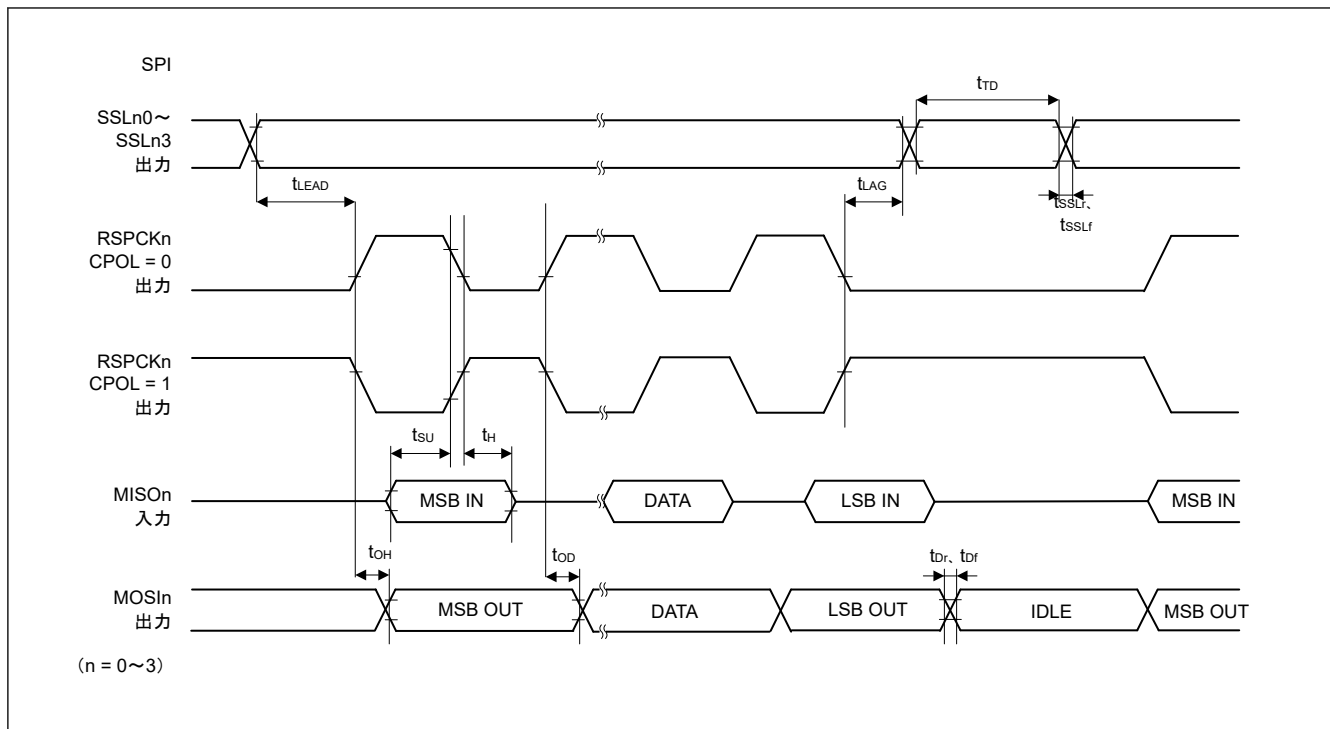 SPI
tTD
SSLn0～
SSLn3
出力
tLEAD
tLAG
tSSLr、
tSSLf
RSPCKn
CPOL = 0
出力
RSPCKn
CPOL = 1
出力
tSU
tH
MISOn
入力
MSB IN
DATA
LSB IN
MSB IN
tOH
tOD
tDr、tDf
MOSIn
出力
MSB OUT
DATA
LSB OUT
IDLE
MSB OUT
（n = 0～3）